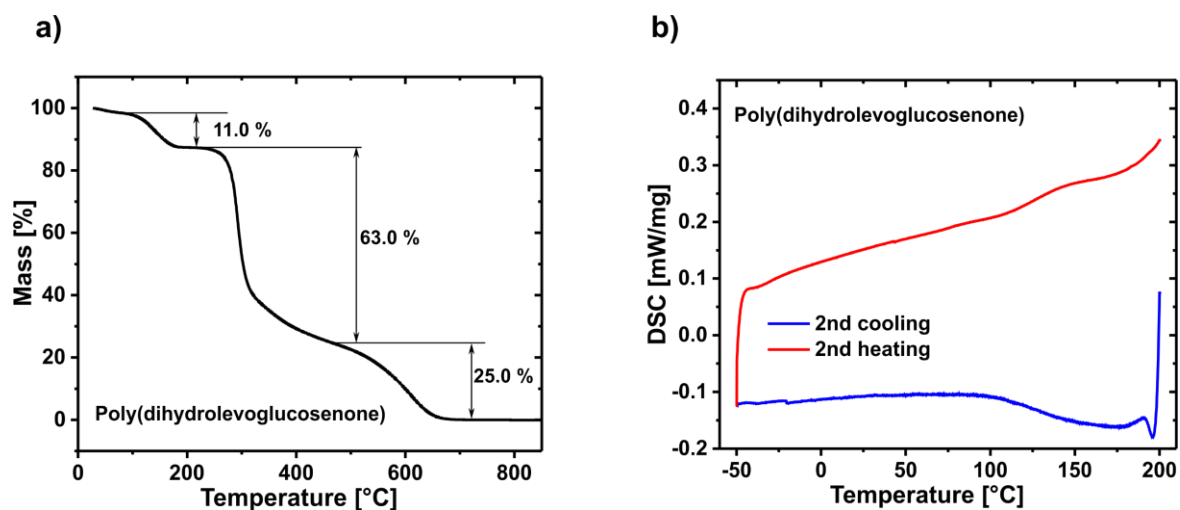 a)
100
80
60
40
20
0
Mass [%]
11.0 %
63.0 %
25.0 %
Poly(dihydrolevoglucosenone)
0
200
400
600
800
Temperature [°C]
b)
0.4
0.3
0.2
0.1
0.0
-0.1
-0.2
DSC [mW/mg]
Poly(dihydrolevoglucosenone)
2nd cooling
2nd heating
-50
0
50
100
150
200
Temperature [°C]